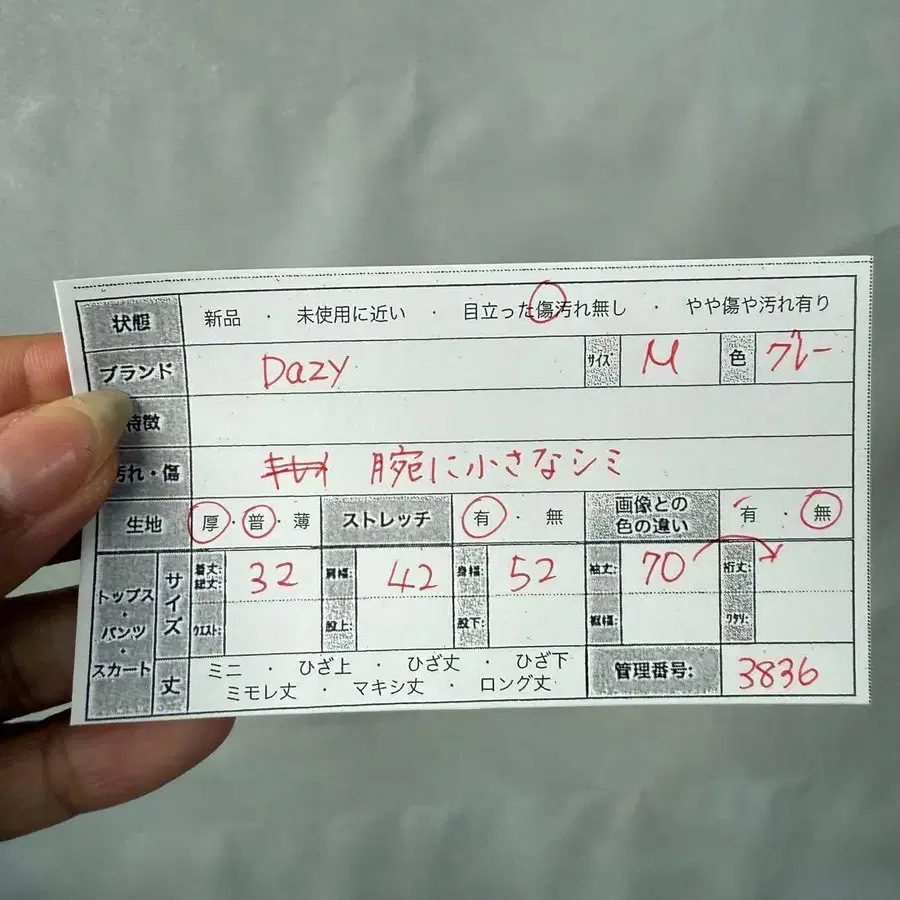 状態 新品 ・ 未使用に近い ・ 目立った傷汚れ無し ・ やや傷や汚れ有り
ブランド Dazy サイズ: M 色 グレー
特徴
汚れ・傷 腕に小さなシミ
生地 厚・普・薄 ストレッチ 有 ・ 無 画像との色の違い 有 ・ 無
トップス・パンツ・スカート サイズ 着丈:総丈: 32 肩幅: 42 身幅: 52 袖丈: 70 裄丈:
ウエスト: 股上: 股下: 裾幅: ワタリ:
丈 ミニ ・ ひざ上 ・ ひざ丈 ・ ひざ下
ミモレ丈 ・ マキシ丈 ・ ロング丈
管理番号: 3836